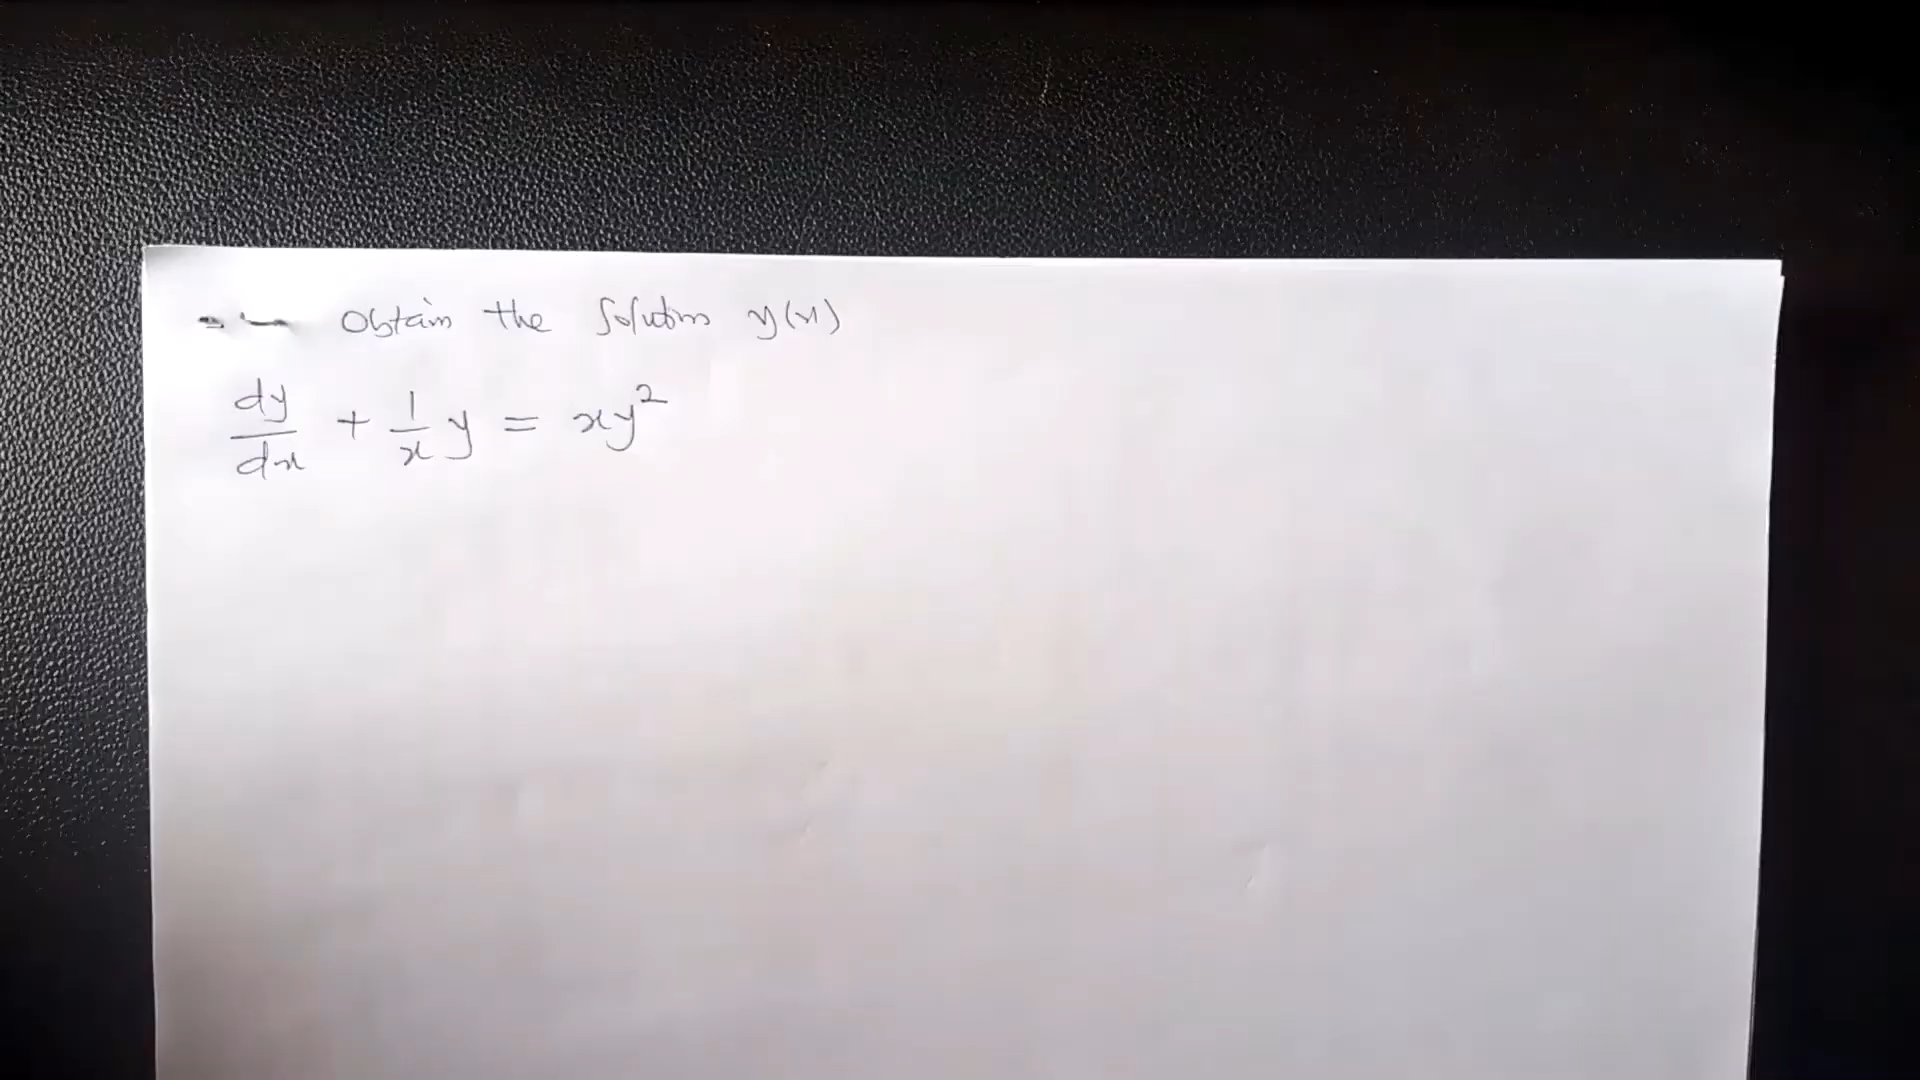 Obtain the Solution y(x)
dy/dx + 1/x y = xy²